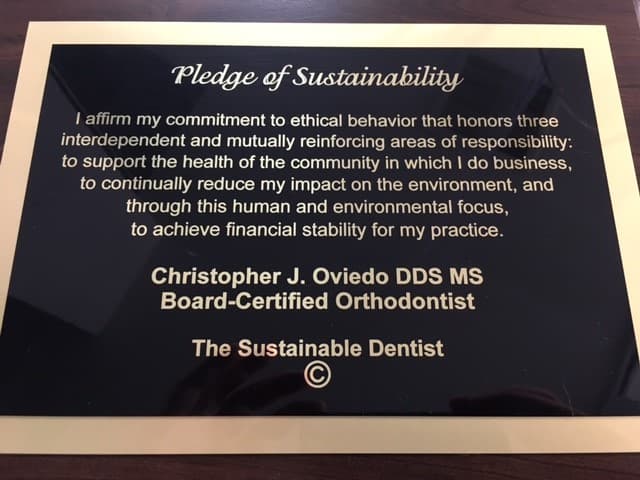 Pledge of Sustainability
I affirm my commitment to ethical behavior that honors three
interdependent and mutually reinforcing areas of responsibility:
to support the health of the community in which I do business,
to continually reduce my impact on the environment, and
through this human and environmental focus,
to achieve financial stability for my practice.
Christopher J. Oviedo DDS MS
Board-Certified Orthodontist
The Sustainable Dentist
©